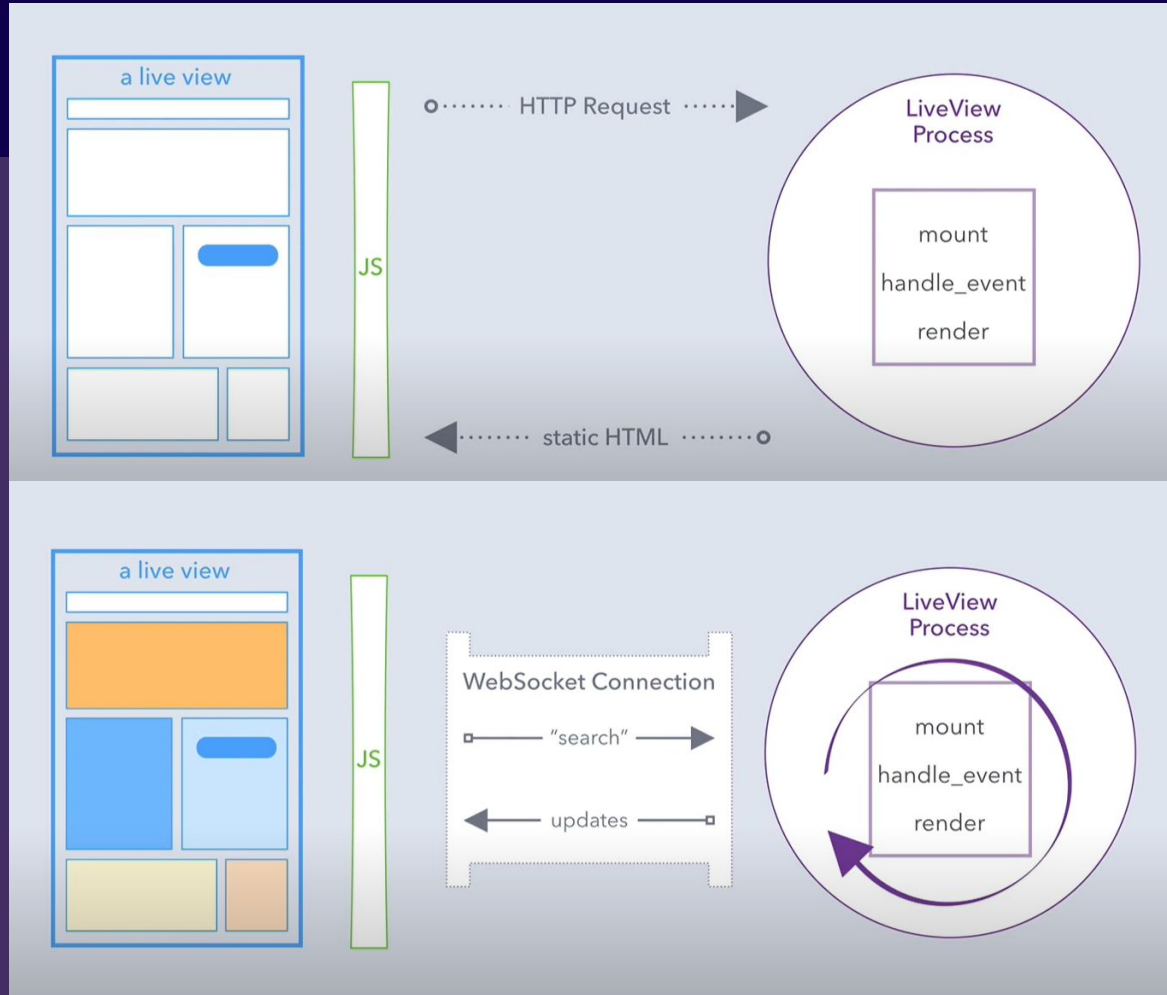 a live view
JS
HTTP Request
static HTML
LiveView
Process
mount
handle_event
render
a live view
JS
WebSocket Connection
“search”
updates
LiveView
Process
mount
handle_event
render